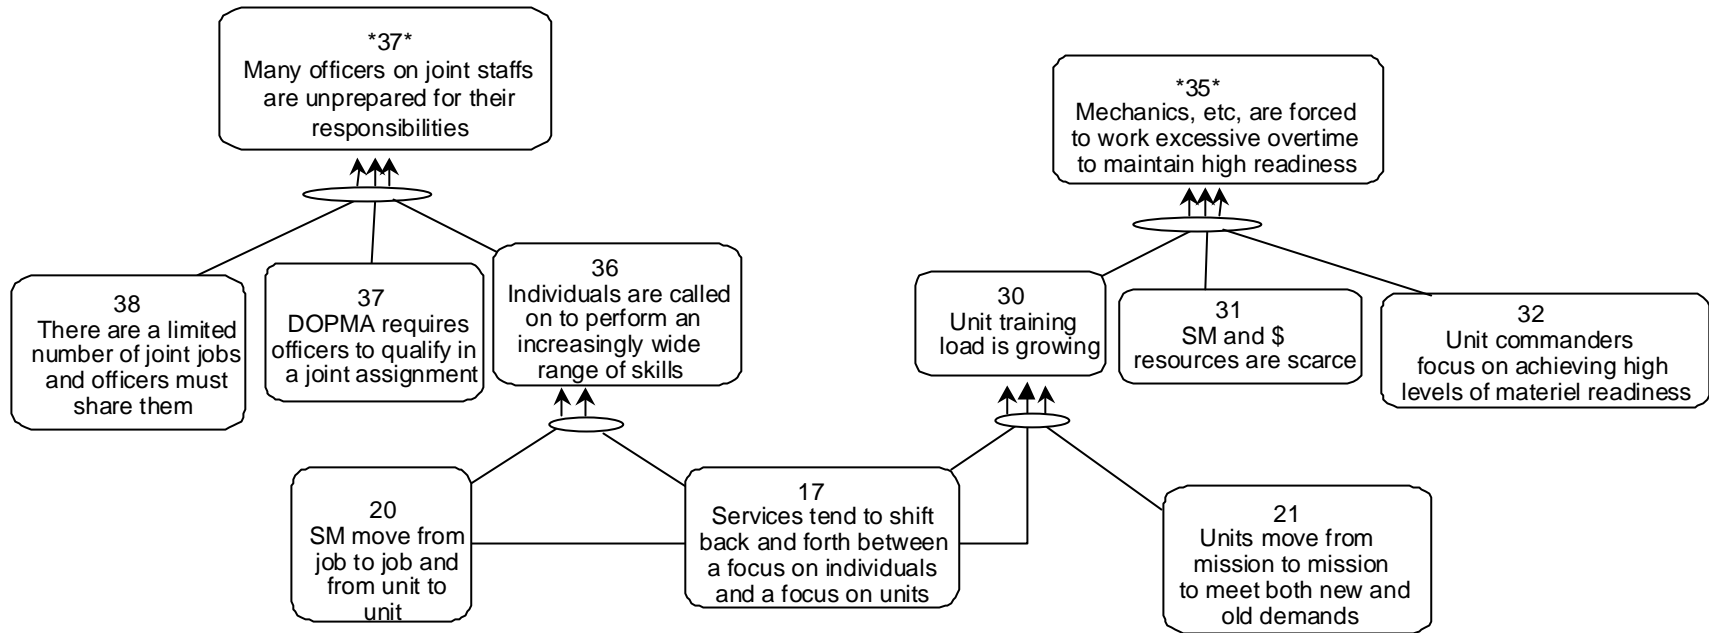 *37*
Many officers on joint staffs
are unprepared for their
responsibilities
*35*
Mechanics, etc, are forced
to work excessive overtime
to maintain high readiness
38
There are a limited
number of joint jobs
and officers must
share them
37
DOPMA requires
officers to qualify in
a joint assignment
36
Individuals are called
on to perform an
increasingly wide
range of skills
30
Unit training
load is growing
31
SM and $
resources are scarce
32
Unit commanders
focus on achieving high
levels of materiel readiness
20
SM move from
job to job and
from unit to
unit
17
Services tend to shift
back and forth between
a focus on individuals
and a focus on units
21
Units move from
mission to mission
to meet both new and
old demands